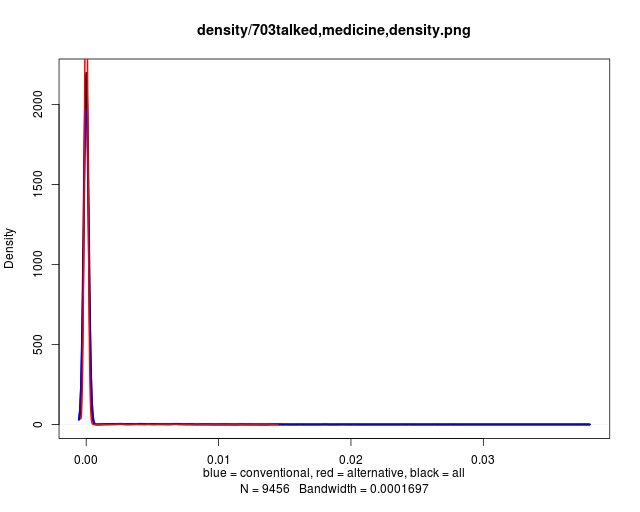 density/703talked,medicine,density.png
Density
2000
1500
1000
500
0
0.00 0.01 0.02 0.03
blue = conventional, red = alternative, black = all
N = 9456 Bandwidth = 0.0001697